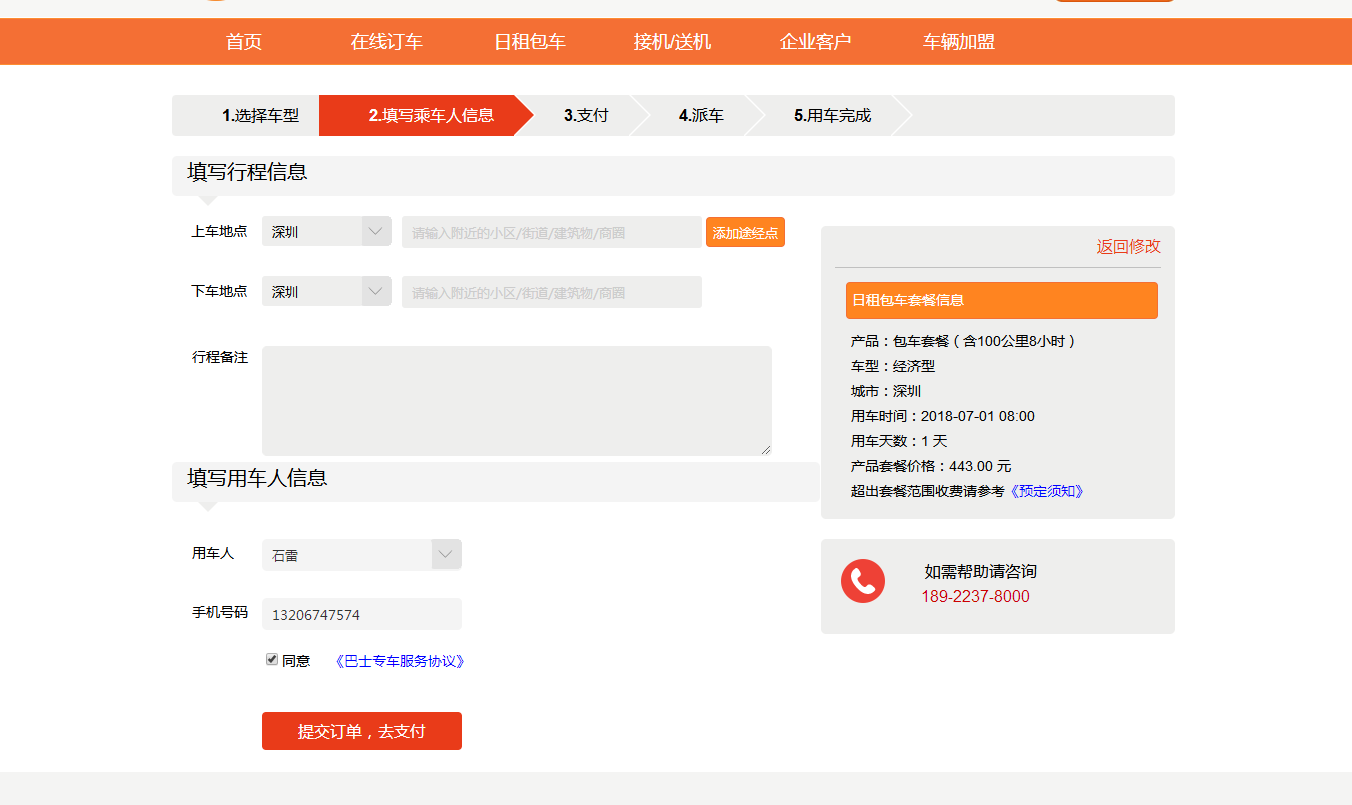 首页 在线订车 日租包车 接机/送机 企业客户 车辆加盟
1.选择车型 2.填写乘车人信息 3.支付 4.派车 5.用车完成
填写行程信息
上车地点 深圳 请输入附近的小区/街道/建筑物/商圈 添加途经点
下车地点 深圳 请输入附近的小区/街道/建筑物/商圈
行程备注
填写用车人信息
用车人 石雷
手机号码 13206747574
同意 《巴士专车服务协议》
提交订单，去支付
返回修改
日租包车套餐信息
产品：包车套餐（含100公里8小时）
车型：经济型
城市：深圳
用车时间：2018-07-01 08:00
用车天数：1 天
产品套餐价格：443.00 元
超出套餐范围收费请参考《预定须知》
如需帮助请咨询
189-2237-8000